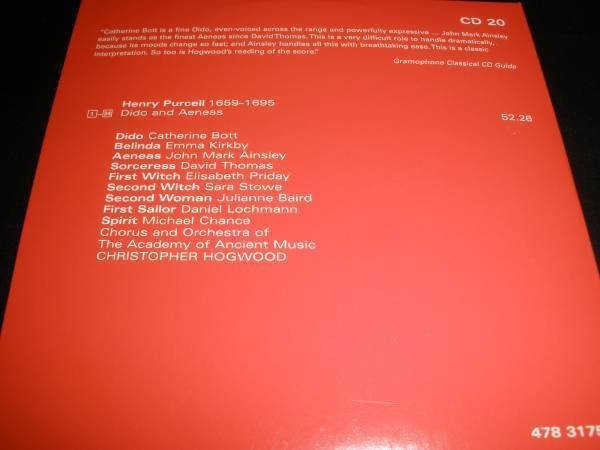 CD 20
"Catherine Bott is a fine Dido, even-voiced across the range and powerfully expressive ... John Mark Ainsley
easily stands as the finest Aeneas since David Thomas. This is a very difficult role to handle dramatically,
because its moods change so fast; and Ainsley handles all this with breathtaking ease. This is a classic
interpretation. So too is Hogwood's reading of the score."
Gramophone Classical CD Guide
Henry Purcell 1659–1695
Dido and Aeneas
52.28
Dido Catherine Bott
Belinda Emma Kirkby
Aeneas John Mark Ainsley
Sorceress David Thomas
First Witch Elisabeth Priday
Second Witch Sara Stowe
Second Woman Julianne Baird
First Sailor Daniel Lochmann
Spirit Michael Chance
Chorus and Orchestra of
The Academy of Ancient Music
CHRISTOPHER HOGWOOD
478 3175